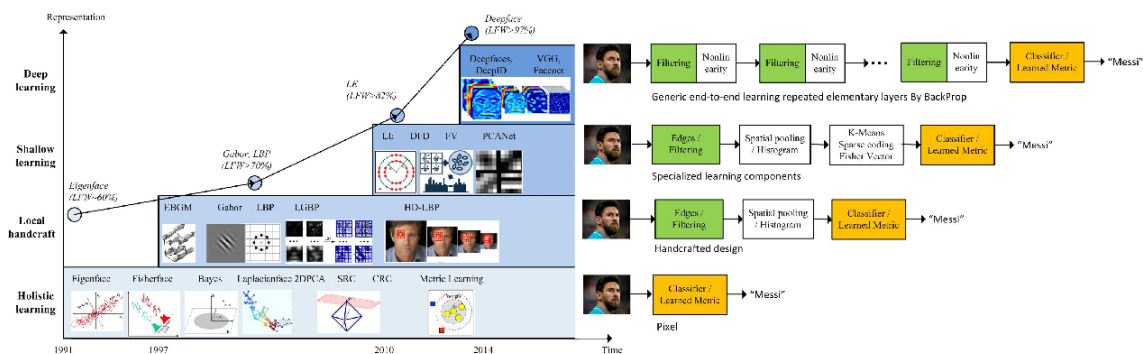 Representation
Deep
learning
Shallow
learning
Local
handcraft
Holistic
learning
Deepface
(LFW>97%)
LE
(LFW>82%)
Gabor, LBP
(LFW>70%)
Eigenface
(LFW~60%)
Deepfaces,
DeepID
VGG,
Facenet
LE DFD FV PCANet
EBGM Gabor LBP LGBP HD-LBP
Eigenface Fisherface Bayes Laplacianface 2DPCA SRC CRC Metric Learning
1991 1997 2010 2014 Time
Filtering
Nonlin
earity
Filtering
Nonlin
earity
Filtering
Nonlin
earity
Classifier /
Learned Metric
“Messi”
Generic end-to-end learning repeated elementary layers By BackProp
Edges /
Filtering
Spatial pooling
/ Histogram
K-Means
Sparse coding
Fisher Vector
Classifier /
Learned Metric
“Messi”
Specialized learning components
Edges /
Filtering
Spatial pooling
/ Histogram
Classifier /
Learned Metric
“Messi”
Handcrafted design
Classifier /
Learned Metric
“Messi”
Pixel